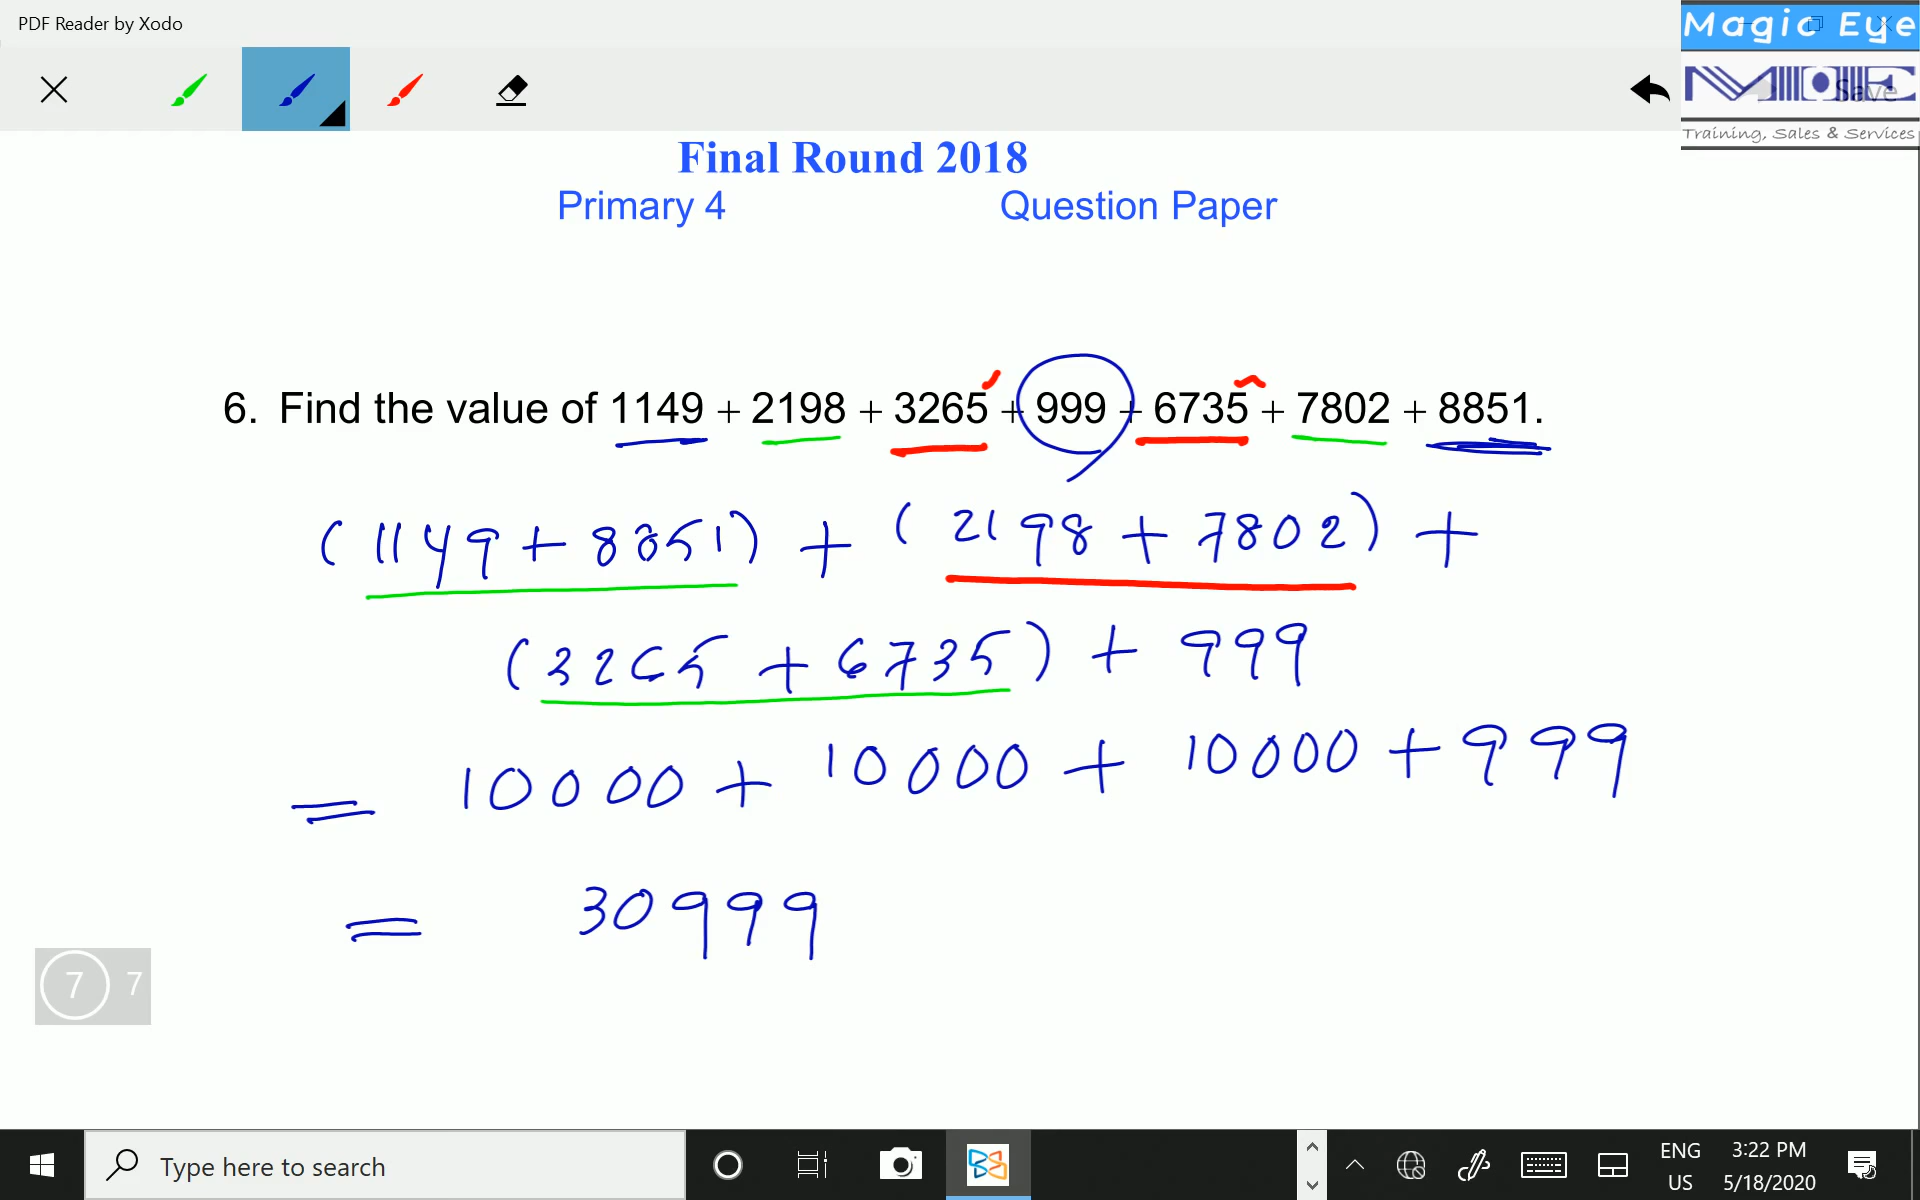 PDF Reader by Xodo
Magic Eye
Save
Training, Sales & Services
Final Round 2018
Primary 4 Question Paper
6. Find the value of 1149 + 2198 + 3265 + 999 + 6735 + 7802 + 8851.
(1149 + 8851) + (2198 + 7802) +
(3265 + 6735) + 999
= 10000 + 10000 + 10000 + 999
= 30999
7 7
Type here to search
ENG
US
3:22 PM
5/18/2020